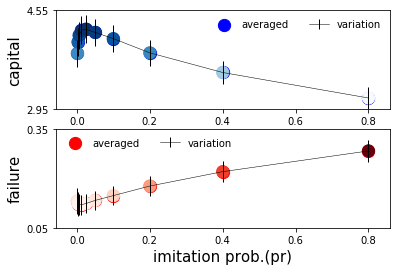 4.55
averaged variation
capital
2.95
0.0 0.2 0.4 0.6 0.8
0.35
averaged variation
failure
0.05
0.0 0.2 0.4 0.6 0.8
imitation prob.(pr)